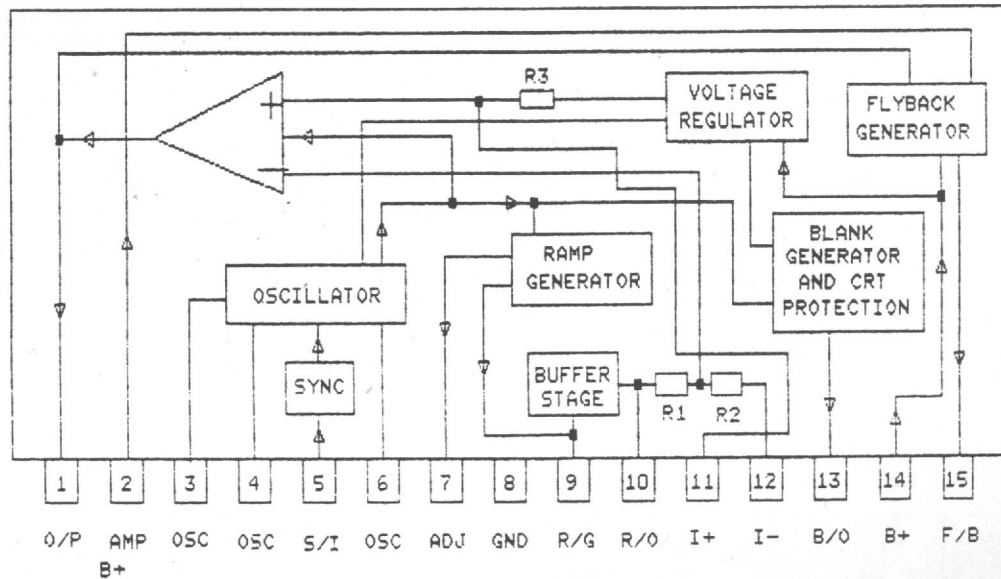 R3
VOLTAGE
REGULATOR
FLYBACK
GENERATOR
+
-
RAMP
GENERATOR
BLANK
GENERATOR
AND CRT
PROTECTION
OSCILLATOR
SYNC
BUFFER
STAGE
R1
R2
1 2 3 4 5 6 7 8 9 10 11 12 13 14 15
O/P AMP OSC OSC S/I OSC ADJ GND R/G R/O I+ I- B/O B+ F/B
B+